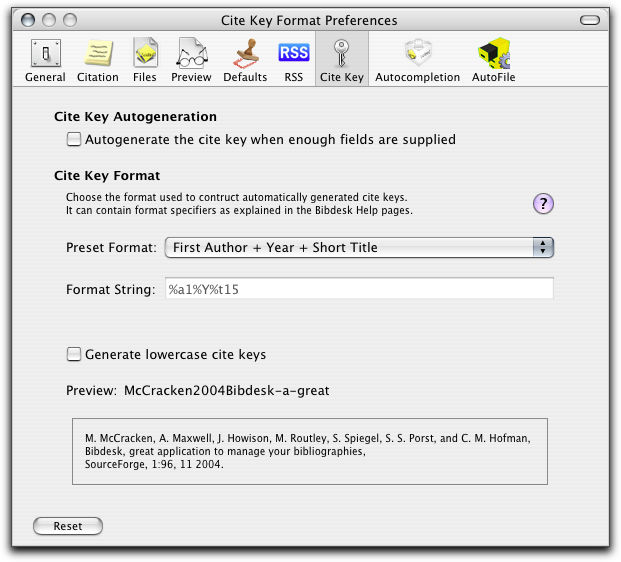 Cite Key Format Preferences
General Citation Files Preview Defaults RSS RSS Cite Key Autocompletion AutoFile
Cite Key Autogeneration
Autogenerate the cite key when enough fields are supplied
Cite Key Format
Choose the format used to contruct automatically generated cite keys.
It can contain format specifiers as explained in the Bibdesk Help pages.
?
Preset Format: First Author + Year + Short Title
Format String: %a1%Y%t15
Generate lowercase cite keys
Preview: McCracken2004Bibdesk-a-great
M. McCracken, A. Maxwell, J. Howison, M. Routley, S. Spiegel, S. S. Porst, and C. M. Hofman,
Bibdesk, great application to manage your bibliographies,
SourceForge, 1:96, 11 2004.
Reset